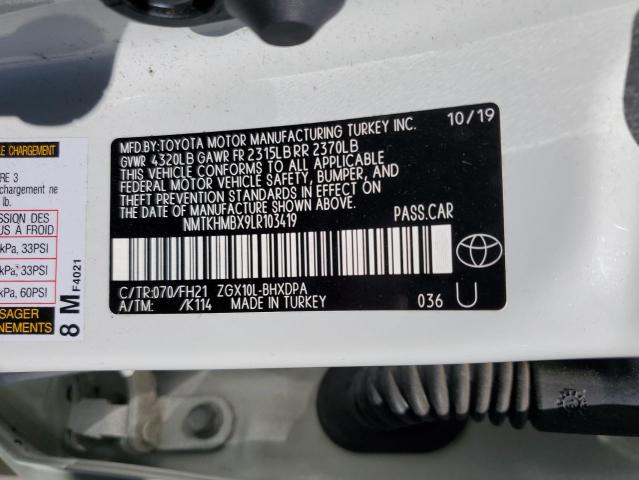 MFD.BY:TOYOTA MOTOR MANUFACTURING TURKEY INC. 10/19
GVWR 4320LB GAWR FR 2315LB RR 2370LB
THIS VEHICLE CONFORMS TO ALL APPLICABLE
FEDERAL MOTOR VEHICLE SAFETY, BUMPER, AND
THEFT PREVENTION STANDARDS IN EFFECT ON
THE DATE OF MANUFACTURE SHOWN ABOVE.
NMTKHMBX9LR103419 PASS.CAR
C/TR:070/FH21 ZGX10L-BHXDPA
A/TM: /K114 MADE IN TURKEY 036 U
RE 3
chargement ne
lb.
SSION DES
US A FROID
kPa, 33PSI
kPa, 33PSI
kPa, 60PSI
SAGER
NEMENTS
8 M F4021